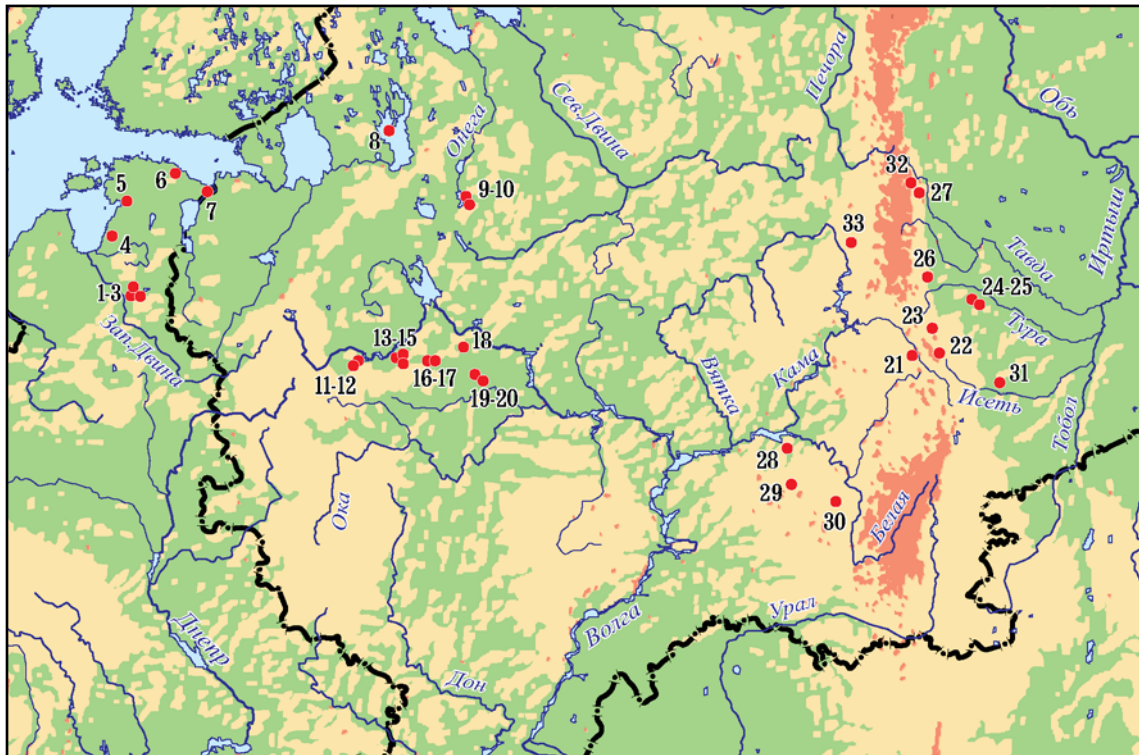 Печора
Обь
Онега
Сев.Двина
8
32
27
5
6
7
9-10
Иртыш
4
33
Тавда
26
24-25
1-3
Тура
23
Зап.Двина
13-15
18
22
21
Вятка
Кама
11-12
16-17
31
19-20
Исеть
Тобол
28
29
Ока
30
Белая
Урал
Волга
Днепр
Дон